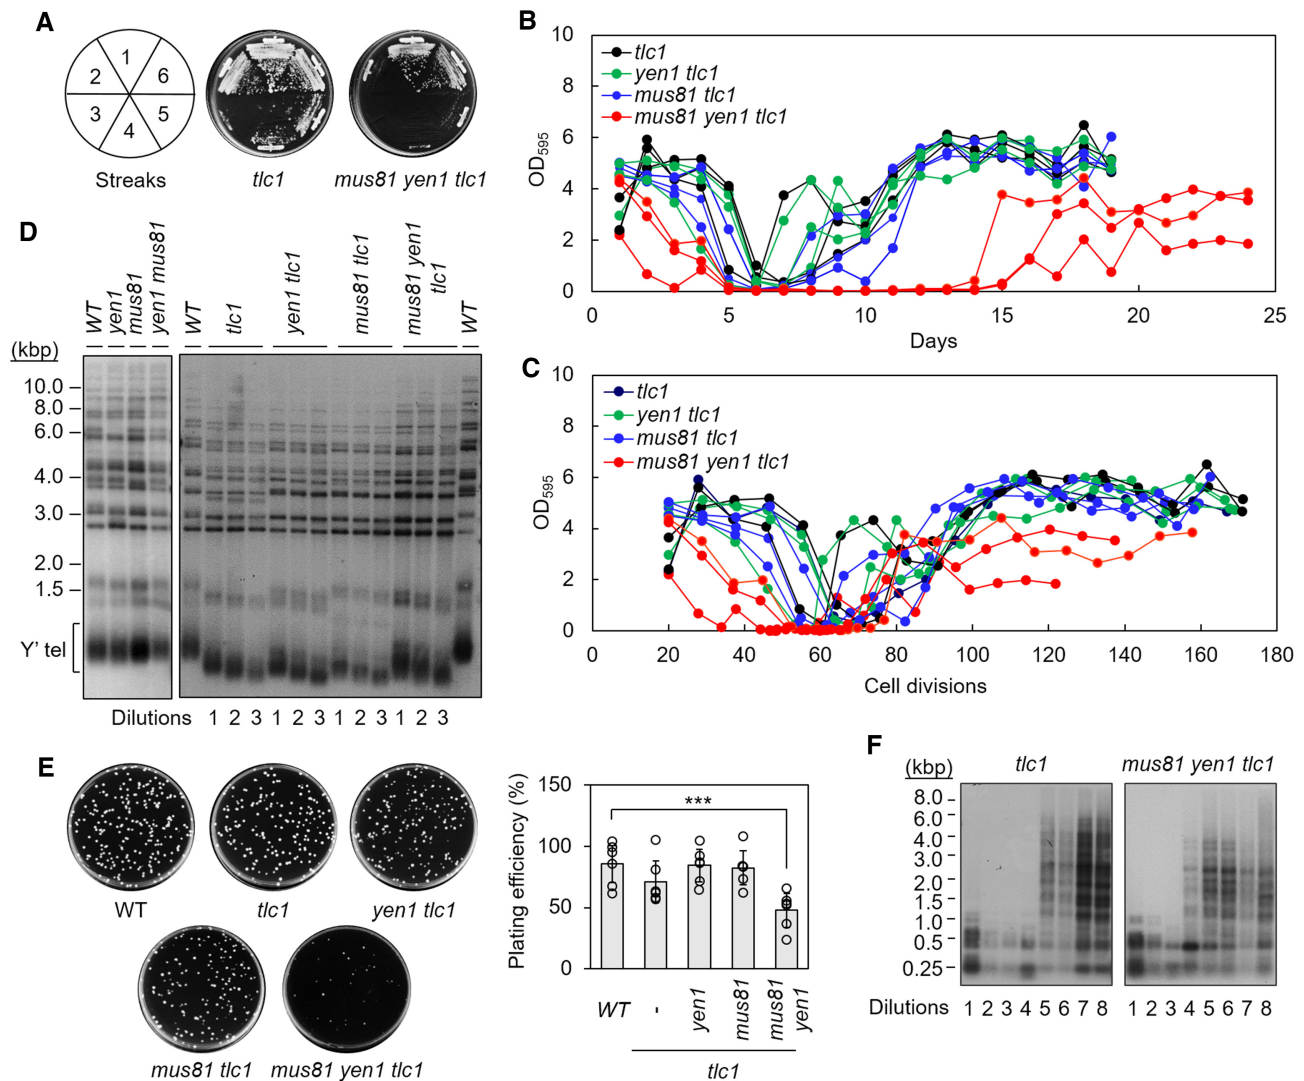 A
1
2
6
3
5
4
Streaks
tlc1
mus81 yen1 tlc1
B
10
8
6
4
2
0
OD595
tlc1
yen1 tlc1
mus81 tlc1
mus81 yen1 tlc1
0 5 10 15 20 25
Days
C
10
8
6
4
2
0
OD595
tlc1
yen1 tlc1
mus81 tlc1
mus81 yen1 tlc1
0 20 40 60 80 100 120 140 160 180
Cell divisions
D
WT
yen1
mus81
yen1 mus81
WT
tlc1
yen1 tlc1
mus81 tlc1
mus81 yen1
tlc1
WT
(kbp)
10.0
8.0
6.0
4.0
3.0
2.0
1.5
Y' tel
Dilutions 1 2 3 1 2 3 1 2 3 1 2 3
E
WT
tlc1
yen1 tlc1
mus81 tlc1
mus81 yen1 tlc1
Plating efficiency (%)
150
100
50
0
***
WT
-
yen1
mus81
mus81
yen1
tlc1
F
(kbp)
tlc1
mus81 yen1 tlc1
8.0
6.0
4.0
3.0
2.0
1.5
1.0
0.5
0.25
Dilutions 1 2 3 4 5 6 7 8 1 2 3 4 5 6 7 8